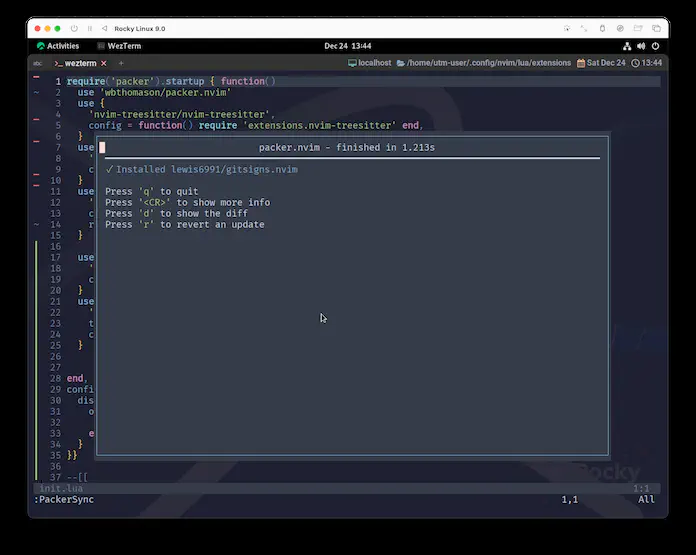 Rocky Linux 9.0
Activities WezTerm Dec 24 13:44
wezterm × + localhost /home/utm-user/.config/nvim/lua/extensions Sat Dec 24 13:44
1 require('packer').startup { function()
2 use 'wbthomason/packer.nvim'
3 use {
4 'nvim-treesitter/nvim-treesitter',
5 config = function() require 'extensions.nvim-treesitter' end,
6 }
7 use
8 '
9 c
10 }
11 use
12 '
13 c
14 r
15 }
16
17 use
18 '
19 c
20 }
21 use
22 '
23 t
24 c
25 }
26
27
28 end,
29 confi
30 dis
31 o
32
33 e
34 }
35 }}
36
37 --[[
packer.nvim - finished in 1.213s
✓ Installed lewis6991/gitsigns.nvim
Press 'q' to quit
Press '<CR>' to show more info
Press 'd' to show the diff
Press 'r' to revert an update
Rocky
init.lua 1:1
:PackerSync 1,1 All